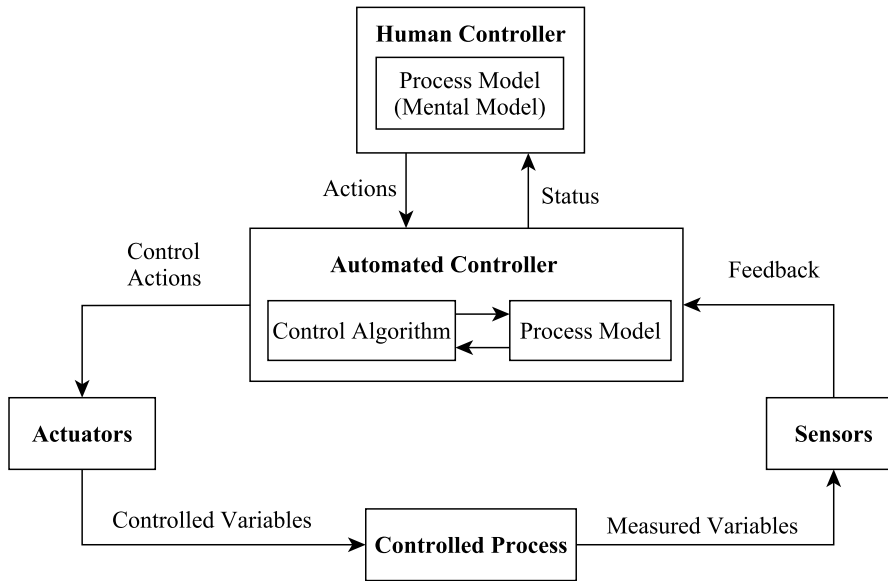 Human Controller
Process Model
(Mental Model)
Actions
Status
Control
Actions
Automated Controller
Feedback
Control Algorithm
Process Model
Actuators
Sensors
Controlled Variables
Controlled Process
Measured Variables